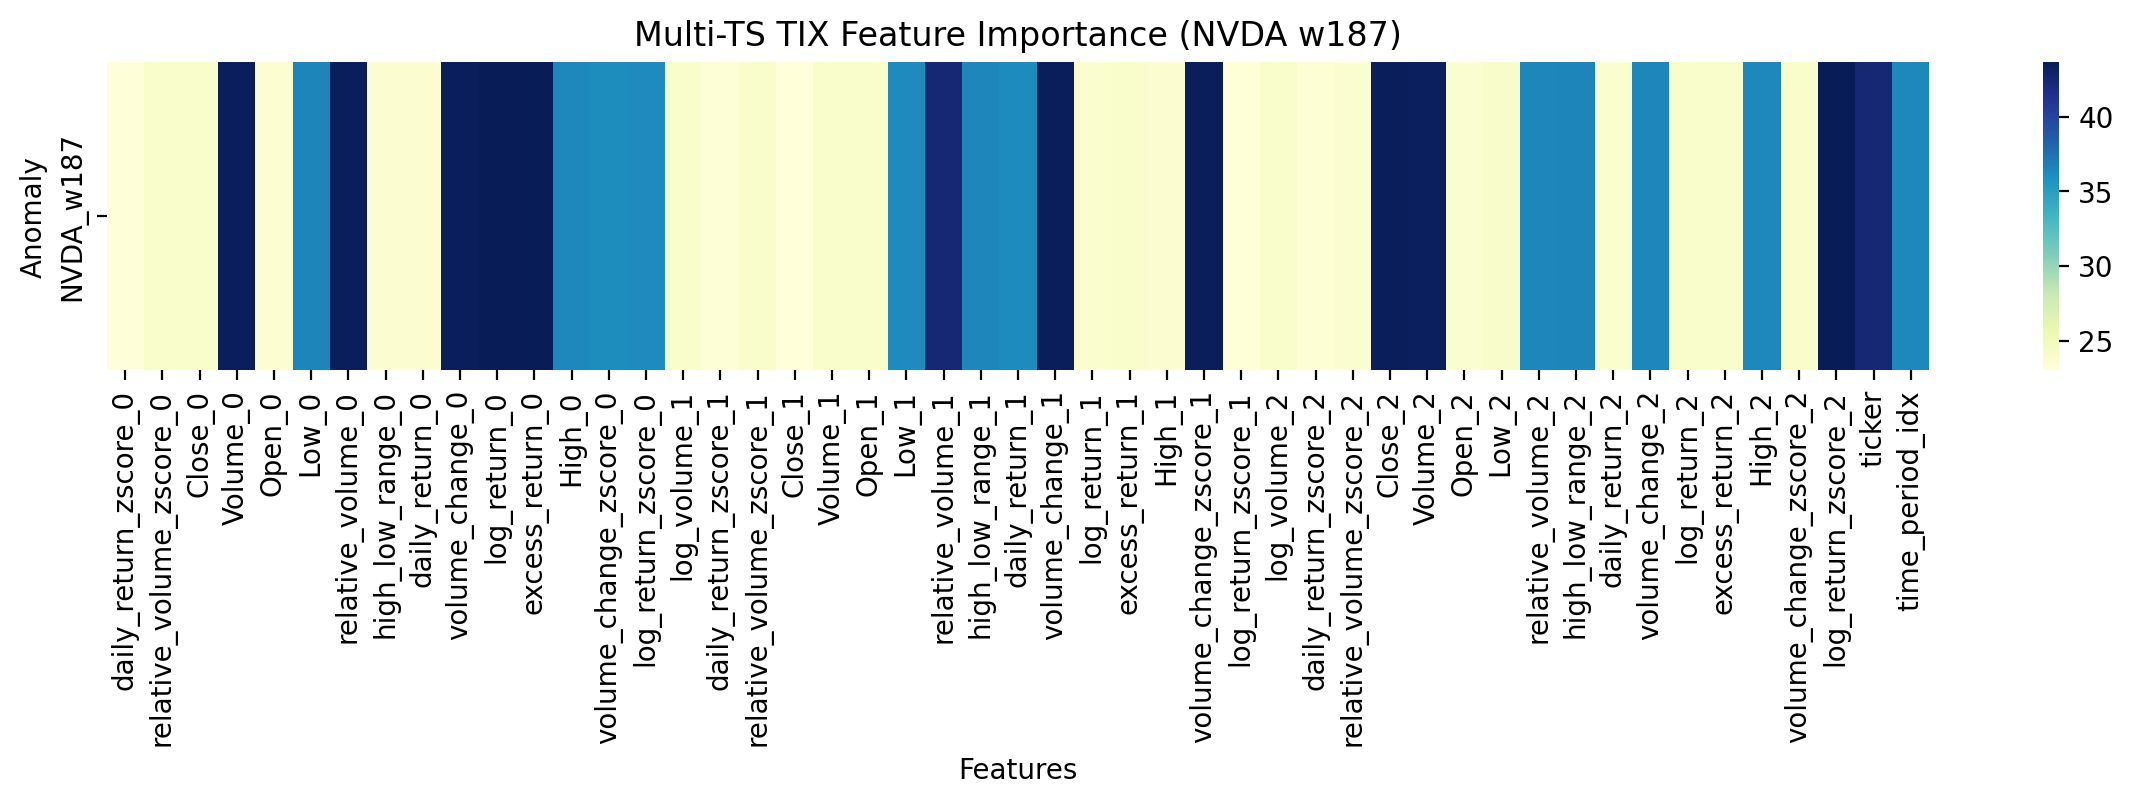 Multi-TS TIX Feature Importance (NVDA w187)
Anomaly
NVDA_w187
40
35
30
25
daily_return_zscore_0
relative_volume_zscore_0
Close_0
Volume_0
Open_0
Low_0
relative_volume_0
high_low_range_0
daily_return_0
volume_change_0
log_return_0
excess_return_0
High_0
volume_change_zscore_0
log_return_zscore_0
log_volume_1
daily_return_zscore_1
relative_volume_zscore_1
Close_1
Volume_1
Open_1
Low_1
relative_volume_1
high_low_range_1
daily_return_1
volume_change_1
log_return_1
excess_return_1
High_1
volume_change_zscore_1
log_return_zscore_1
log_volume_2
daily_return_zscore_2
relative_volume_zscore_2
Close_2
Volume_2
Open_2
Low_2
relative_volume_2
high_low_range_2
daily_return_2
volume_change_2
log_return_2
excess_return_2
High_2
volume_change_zscore_2
log_return_zscore_2
ticker
time_period_idx
Features